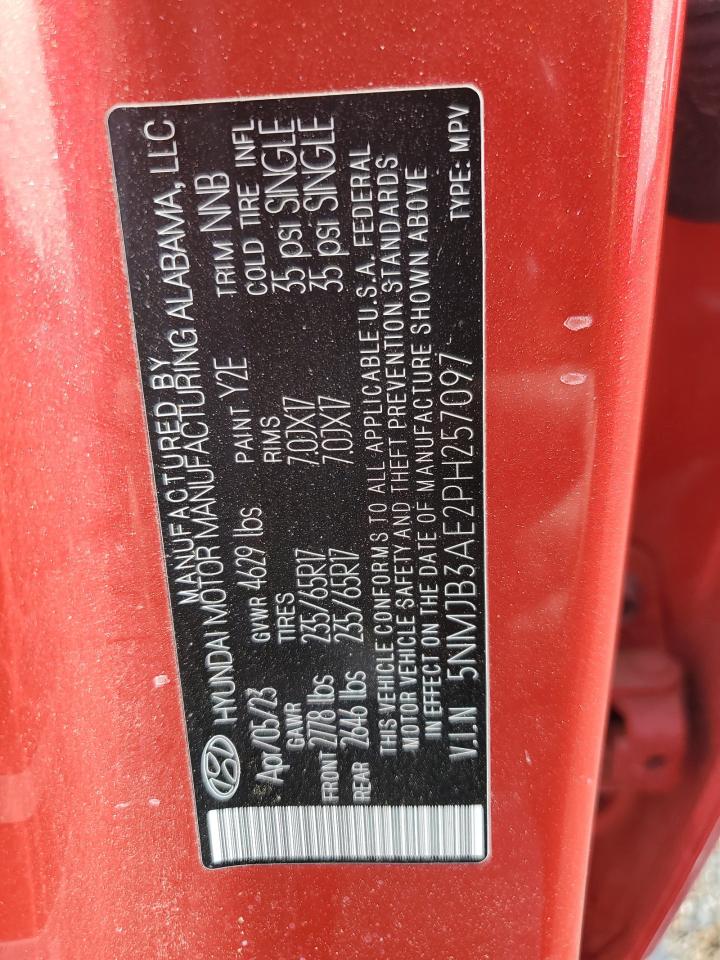 MANUFACTURED BY
HYUNDAI MOTOR MANUFACTURING ALABAMA, LLC
Apr/05/23 GVWR 4629 lbs PAINT Y2E TRIM NNB
GAWR TIRES RIMS COLD TIRE INFL
FRONT 2778 lbs 235/65R17 7.0JX17 35 psi SINGLE
REAR 2646 lbs 235/65R17 7.0JX17 35 psi SINGLE
THIS VEHICLE CONFORMS TO ALL APPLICABLE U.S.A. FEDERAL
MOTOR VEHICLE SAFETY AND THEFT PREVENTION STANDARDS
IN EFFECT ON THE DATE OF MANUFACTURE SHOWN ABOVE
V.I.N 5NMJB3AE2PH257097 TYPE: MPV